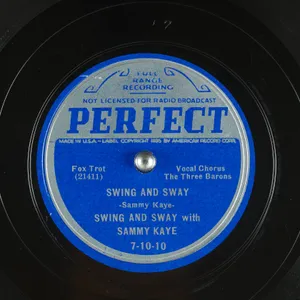 FULL
RANGE
RECORDING
NOT LICENSED FOR RADIO BROADCAST
PERFECT
MADE IN U.S.A.-LABEL COPYRIGHT 1935 BY AMERICAN RECORD CORP.
Fox Trot
(21411)
Vocal Chorus
The Three Barons
SWING AND SWAY
-Sammy Kaye-
SWING AND SWAY with
SAMMY KAYE
7-10-10